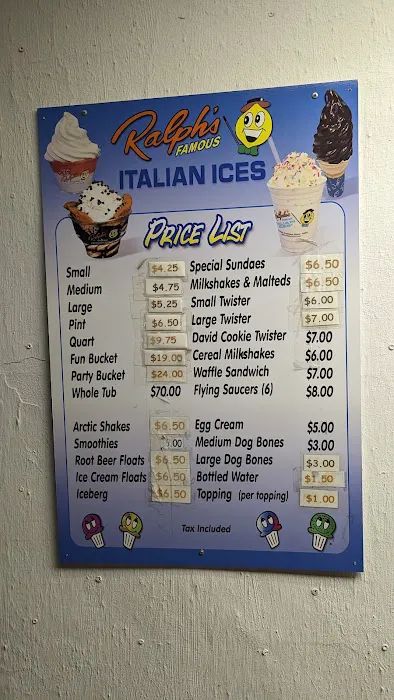 Ralph's
FAMOUS
ITALIAN ICES
PRICE LIST
Small $4.25
Medium $4.75
Large $5.25
Pint $6.50
Quart $9.75
Fun Bucket $19.00
Party Bucket $24.00
Whole Tub $70.00
Arctic Shakes $6.50
Smoothies .00
Root Beer Floats $6.50
Ice Cream Floats $6.50
Iceberg $6.50
Special Sundaes $6.50
Milkshakes & Malteds $6.50
Small Twister $6.00
Large Twister $7.00
David Cookie Twister $7.00
Cereal Milkshakes $6.00
Waffle Sandwich $7.00
Flying Saucers (6) $8.00
Egg Cream $5.00
Medium Dog Bones $3.00
Large Dog Bones $3.00
Bottled Water $1.50
Topping (per topping) $1.00
Tax Included